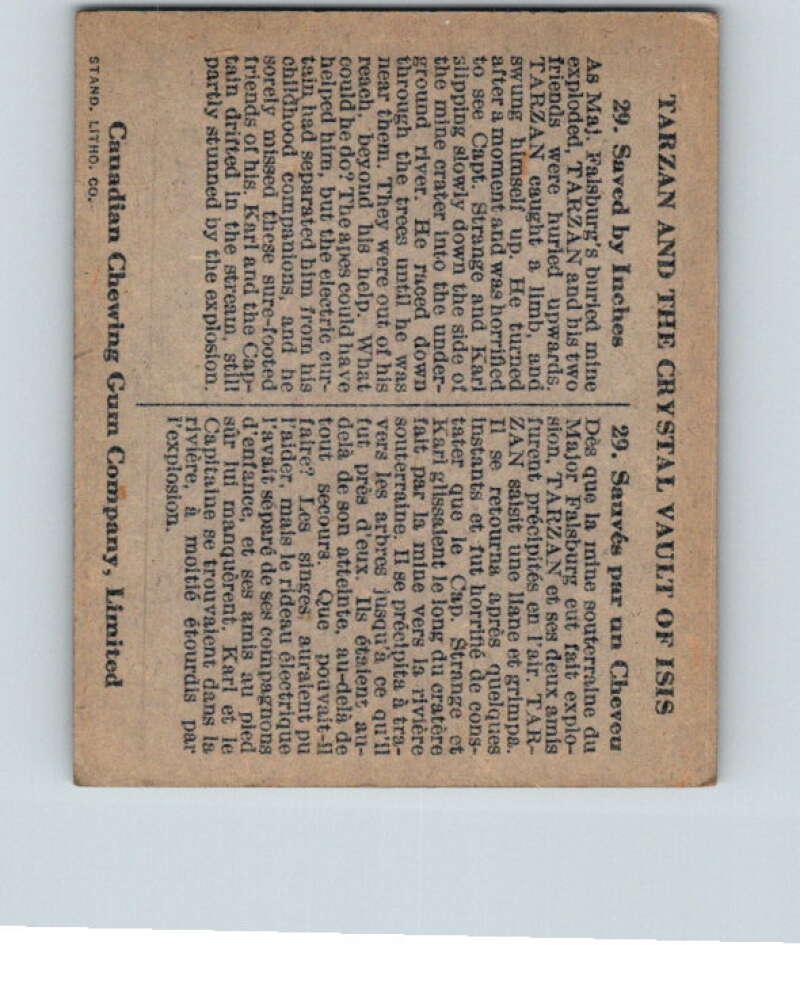 TARZAN AND THE CRYSTAL VAULT OF ISIS
29. Saved by Inches
As Maj. Falsburg's buried mine
exploded, TARZAN and his two
friends were hurled upwards.
TARZAN caught a limb, and
swung himself up. He turned
after a moment and was horrified
to see Capt. Strange and Karl
slipping slowly down the side of
the mine crater into the under-
ground river. He raced down
through the trees until he was
near them. They were out of his
reach, beyond his help. What
could he do? The apes could have
helped him, but the electric cur-
tain had separated him from his
childhood companions, and he
sorely missed these sure-footed
friends of his. Karl and the Cap-
tain drifted in the stream, still
partly stunned by the explosion.
29. Sauvés par un Cheveu
Dès que la mine souterraine du
Major Falsburg eut fait explo-
sion, TARZAN et ses deux amis
furent précipités en l'air. TAR-
ZAN saisit une liane et grimpa.
Il se retourna après quelques
instants et fut horrifié de cons-
tater que le Cap. Strange et
Karl glissaient le long du cratère
fait par la mine vers la rivière
souterraine. Il se précipita à tra-
vers les arbres jusqu'à ce qu'il
fut près d'eux. Ils étaient au-
delà de son atteinte, au-delà de
tout secours. Que pouvait-il
faire? Les singes auraient pu
l'aider, mais le rideau électrique
l'avait séparé de ses compagnons
d'enfance, et ses amis au pied
sûr lui manquèrent. Karl et le
Capitaine se trouvaient dans la
rivière, à moitié étourdis par
l'explosion.
Canadian Chewing Gum Company, Limited
STAND. LITHO. CO.